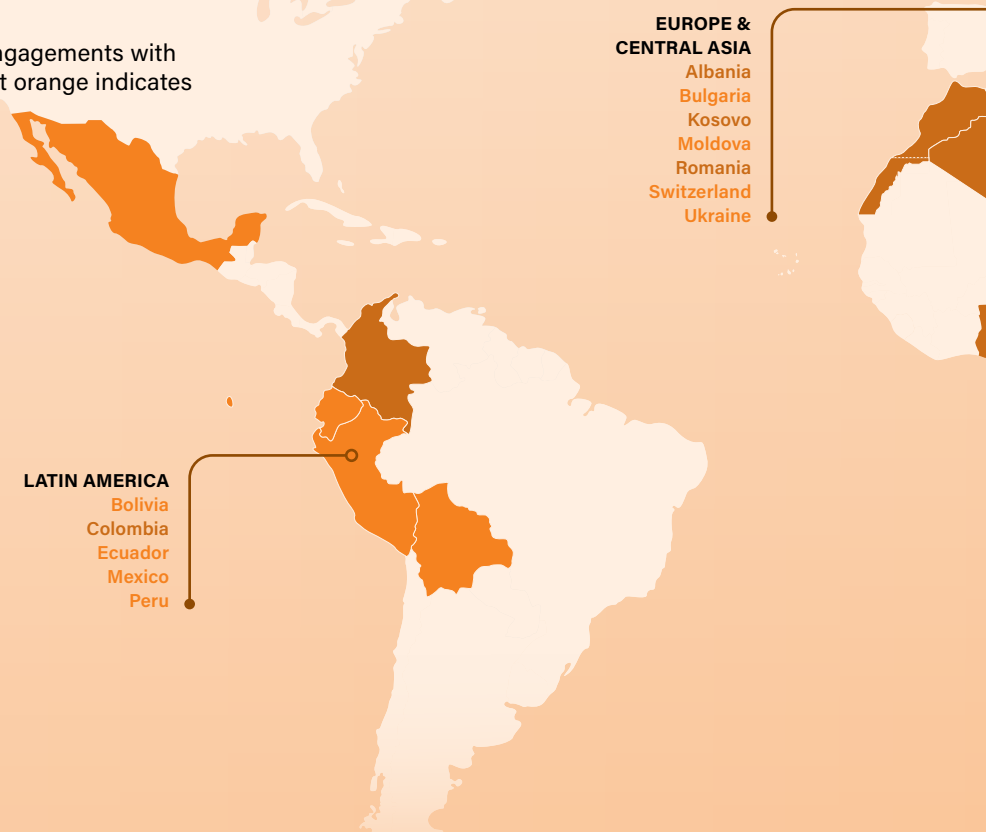 ngagements with
t orange indicates
EUROPE &
CENTRAL ASIA
Albania
Bulgaria
Kosovo
Moldova
Romania
Switzerland
Ukraine
LATIN AMERICA
Bolivia
Colombia
Ecuador
Mexico
Peru